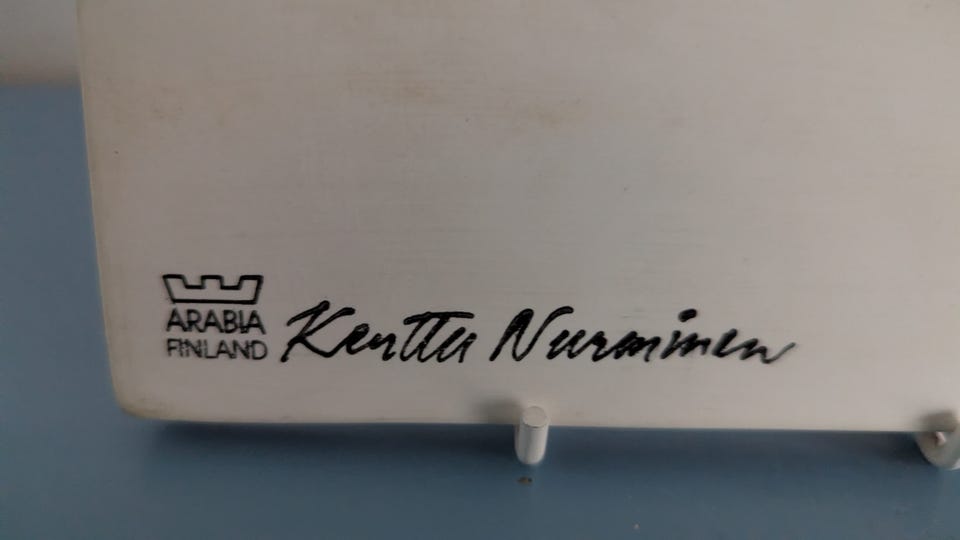 ARABIA
FINLAND
Kerttu Nurminen